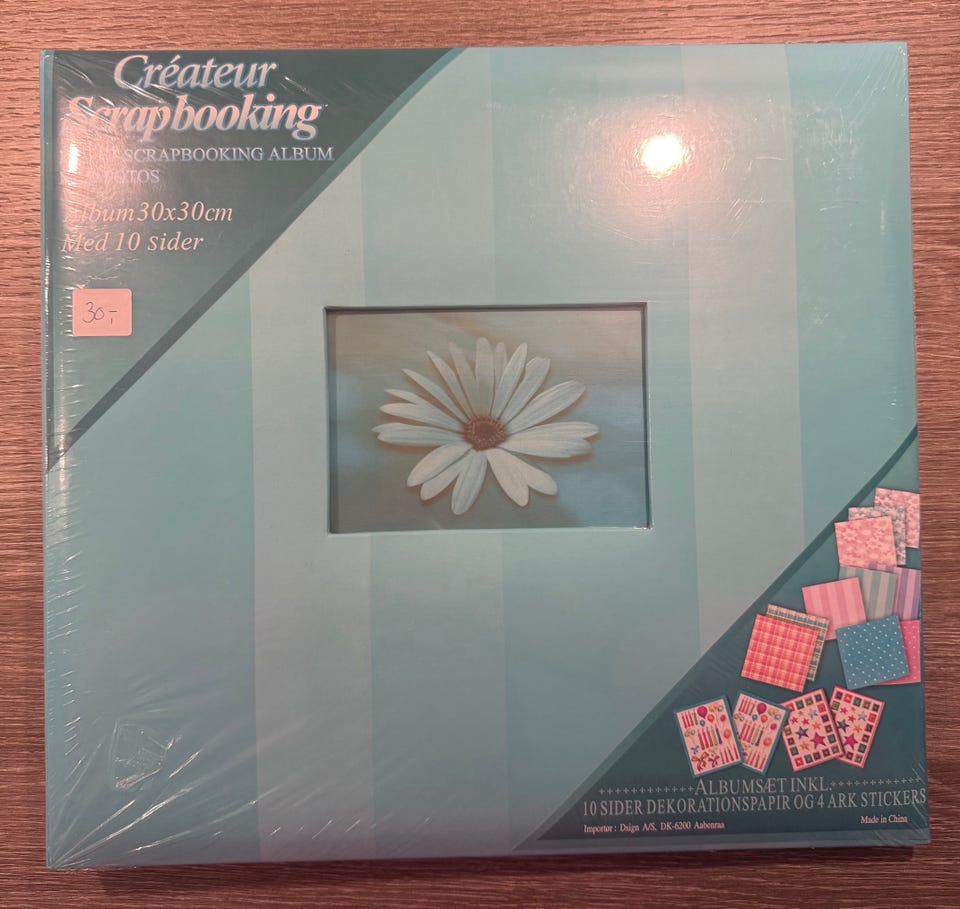 Créateur
Scrapbooking
SCRAPBOOKING ALBUM
Album 30x30cm
Med 10 sider
30,-
ALBUMSÆT INKL.
10 SIDER DEKORATIONSPAPIR OG 4 ARK STICKERS
Importør : Dsign A/S, DK-6200 Aabenraa
Made in China